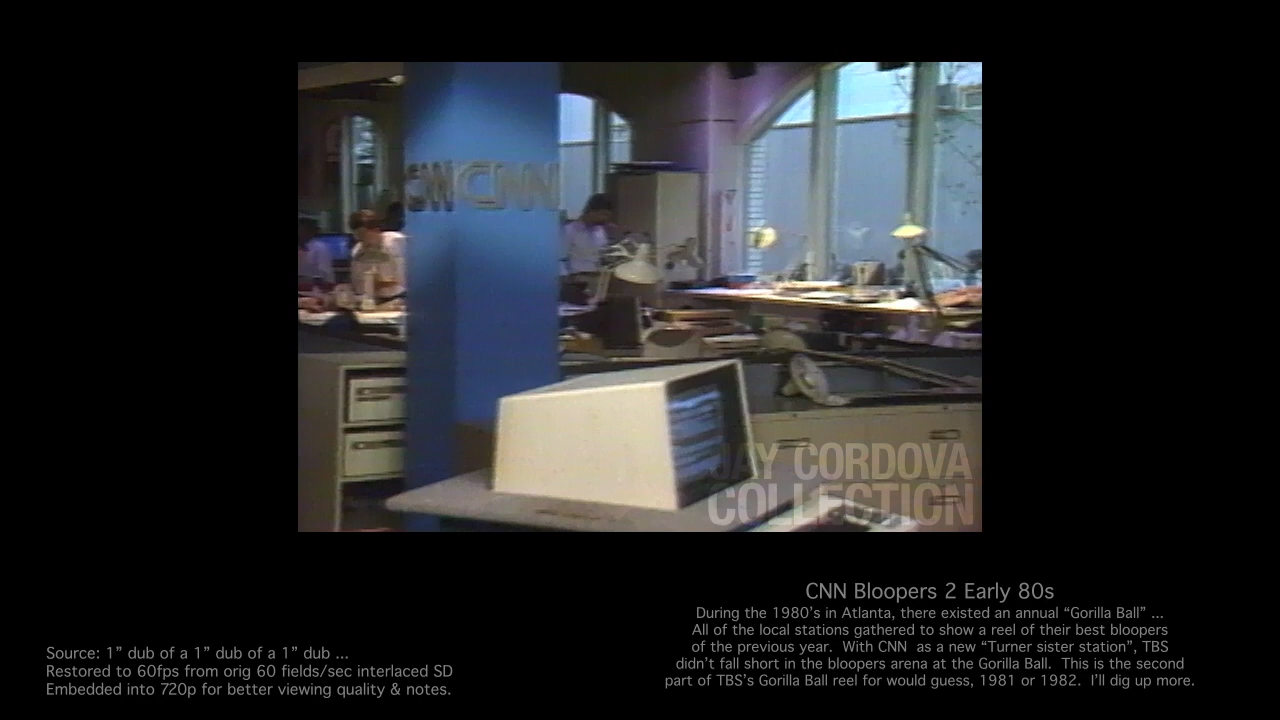 CNN CNN
JAY CORDOVA
COLLECTION
CNN Bloopers 2 Early 80s
During the 1980’s in Atlanta, there existed an annual “Gorilla Ball” ...
All of the local stations gathered to show a reel of their best bloopers
of the previous year. With CNN as a new “Turner sister station”, TBS
didn’t fall short in the bloopers arena at the Gorilla Ball. This is the second
part of TBS’s Gorilla Ball reel for would guess, 1981 or 1982. I’ll dig up more.
Source: 1” dub of a 1” dub of a 1” dub ...
Restored to 60fps from orig 60 fields/sec interlaced SD
Embedded into 720p for better viewing quality & notes.